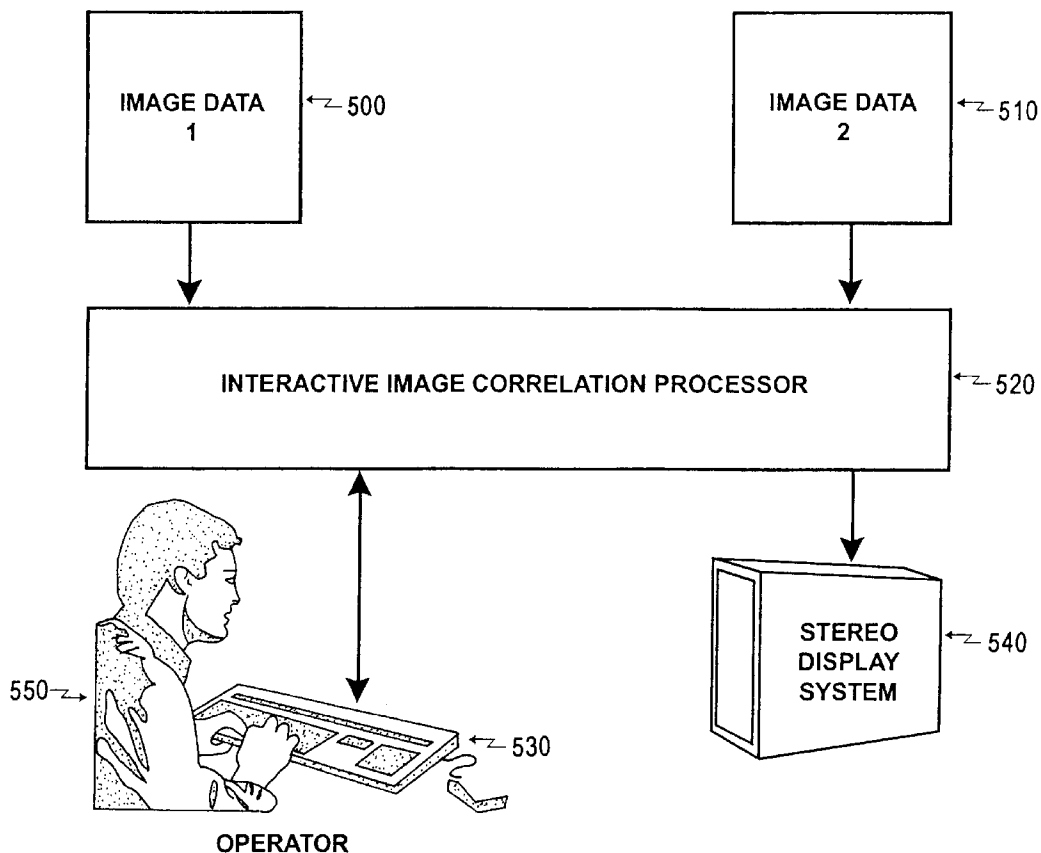 IMAGE DATA
1
500
IMAGE DATA
2
510
INTERACTIVE IMAGE CORRELATION PROCESSOR
520
STEREO
DISPLAY
SYSTEM
540
550
530
OPERATOR